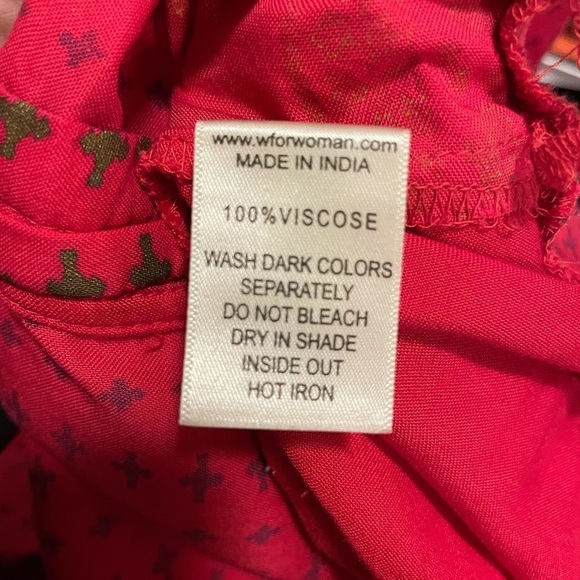 www.wforwoman.com
MADE IN INDIA
100%VISCOSE
WASH DARK COLORS
SEPARATELY
DO NOT BLEACH
DRY IN SHADE
INSIDE OUT
HOT IRON